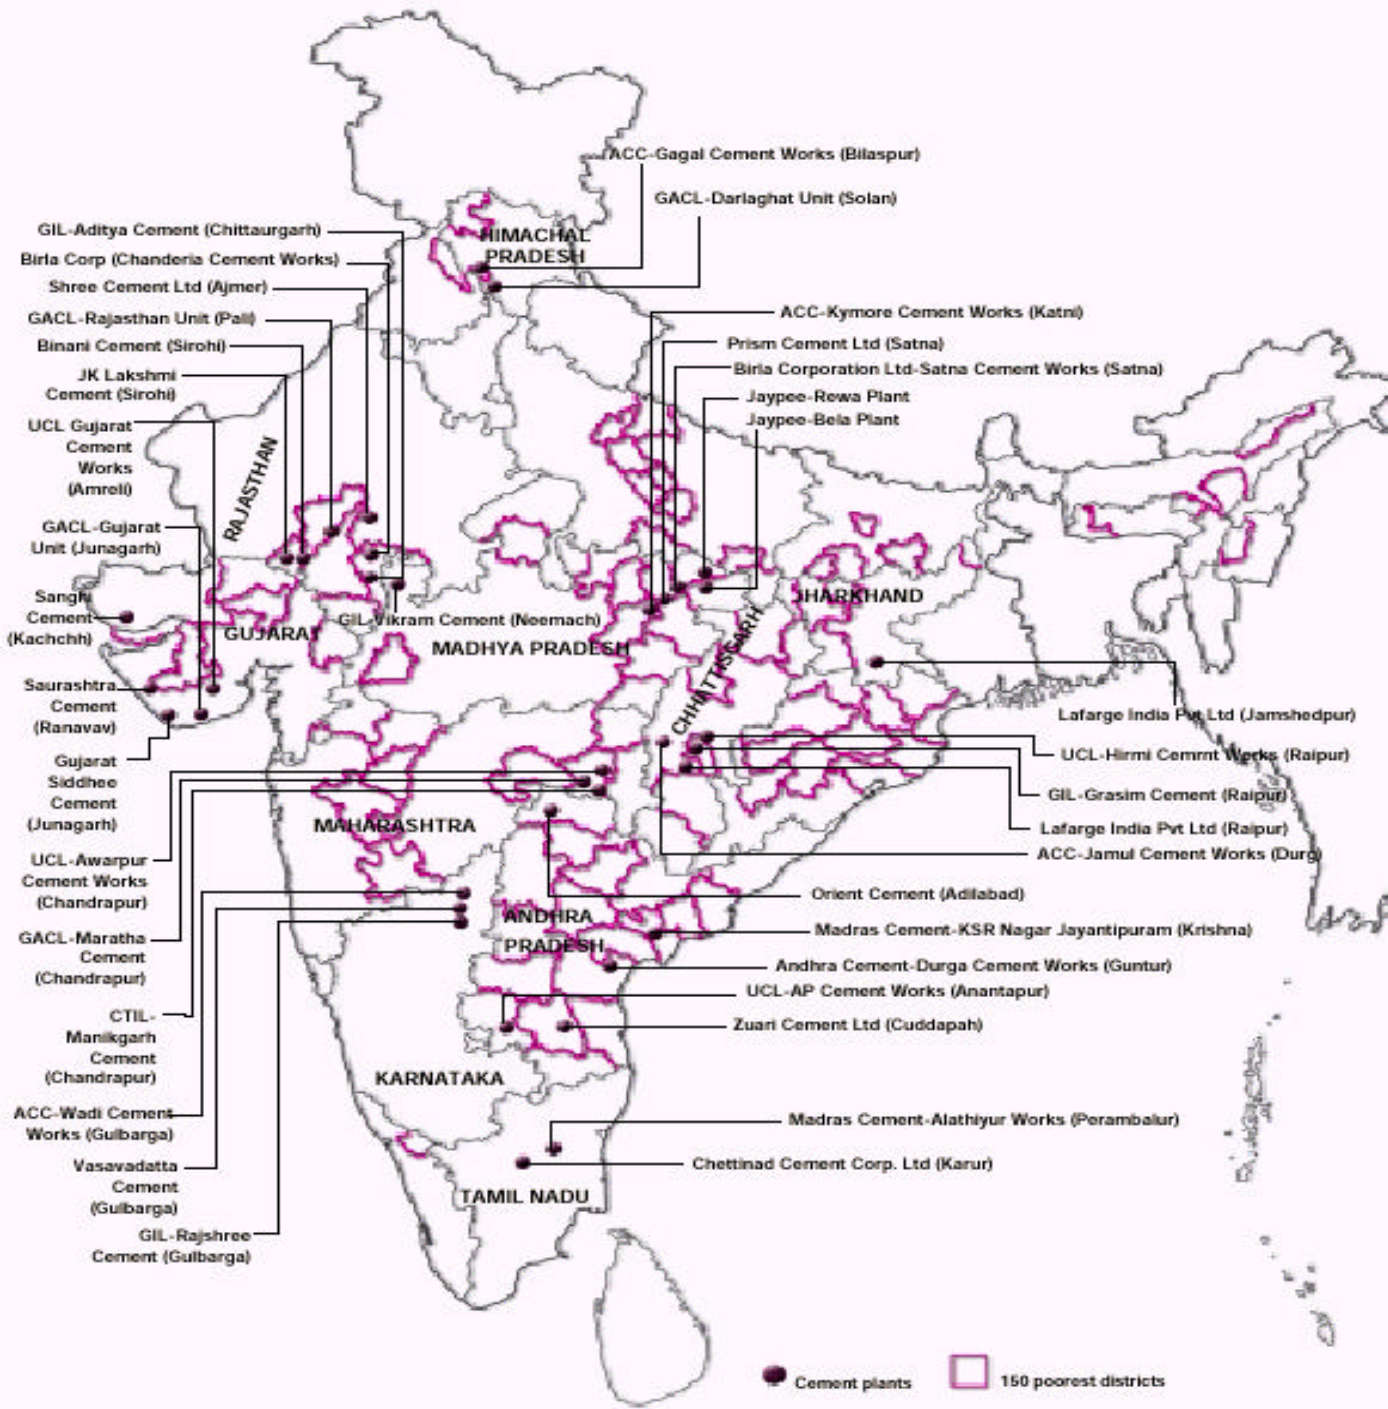 ACC-Gagal Cement Works (Bilaspur)
GACL-Darlaghat Unit (Solan)
HIMACHAL
PRADESH
GIL-Aditya Cement (Chittaurgarh)
Birla Corp (Chanderia Cement Works)
Shree Cement Ltd (Ajmer)
GACL-Rajasthan Unit (Pali)
Binani Cement (Sirohi)
JK Lakshmi
Cement (Sirohi)
UCL Gujarat
Cement
Works
(Amreli)
GACL-Gujarat
Unit (Junagarh)
Sanghi
Cement
(Kachchh)
Saurashtra
Cement
(Ranavav)
Gujarat
Siddhee
Cement
(Junagarh)
UCL-Awarpur
Cement Works
(Chandrapur)
GACL-Maratha
Cement
(Chandrapur)
CTIL-
Manikgarh
Cement
(Chandrapur)
ACC-Wadi Cement
Works (Gulbarga)
Vasavadatta
Cement
(Gulbarga)
GIL-Rajshree
Cement (Gulbarga)
ACC-Kymore Cement Works (Katni)
Prism Cement Ltd (Satna)
Birla Corporation Ltd-Satna Cement Works (Satna)
Jaypee-Rewa Plant
Jaypee-Bela Plant
RAJASTHAN
GUJARAT
GIL-Vikram Cement (Neemach)
MADHYA PRADESH
CHHATTISGARH
JHARKHAND
MAHARASHTRA
ANDHRA
PRADESH
KARNATAKA
TAMIL NADU
Lafarge India Pvt Ltd (Jamshedpur)
UCL-Hirmi Cemrnt Works (Raipur)
GIL-Grasim Cement (Raipur)
Lafarge India Pvt Ltd (Raipur)
ACC-Jamul Cement Works (Durg)
Orient Cement (Adilabad)
Madras Cement-KSR Nagar Jayantipuram (Krishna)
Andhra Cement-Durga Cement Works (Guntur)
UCL-AP Cement Works (Anantapur)
Zuari Cement Ltd (Cuddapah)
Madras Cement-Alathiyur Works (Perambalur)
Chettinad Cement Corp. Ltd (Karur)
Cement plants
150 poorest districts